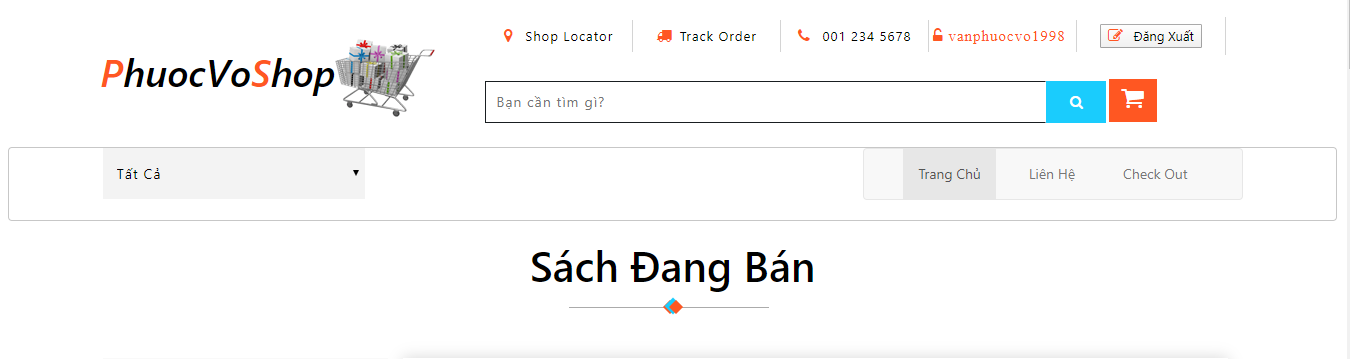 Shop Locator
Track Order
001 234 5678
vanphuocvo1998
Đăng Xuất
PhuocVoShop
Bạn cần tìm gì?
Tất Cả
Trang Chủ
Liên Hệ
Check Out
Sách Đang Bán